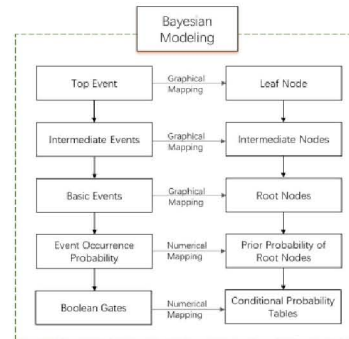 Bayesian
Modeling
Top Event
Graphical
Mapping
Leaf Node
Intermediate Events
Graphical
Mapping
Intermediate Nodes
Basic Events
Graphical
Mapping
Root Nodes
Event Occurrence
Probability
Numerical
Mapping
Prior Probability of
Root Nodes
Boolean Gates
Numerical
Mapping
Conditional Probability
Tables